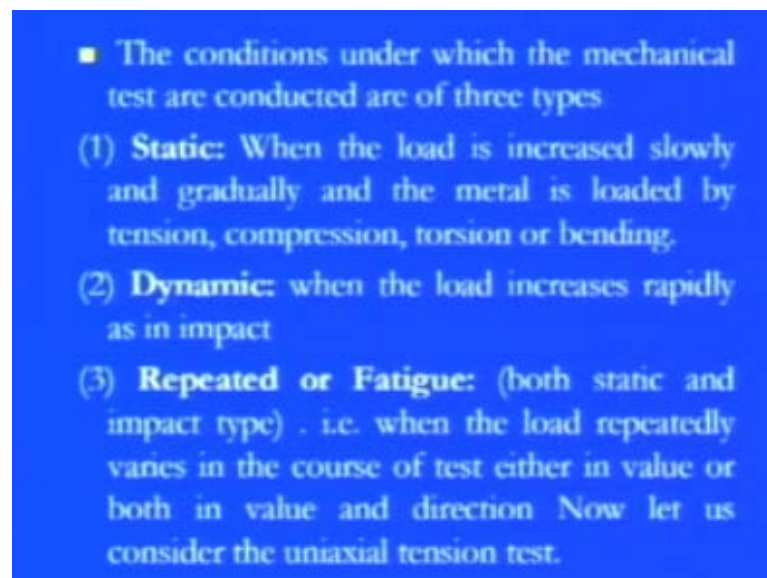 The conditions under which the mechanical
test are conducted are of three types
(1) Static: When the load is increased slowly
and gradually and the metal is loaded by
tension, compression, torsion or bending.
(2) Dynamic: when the load increases rapidly
as in impact
(3) Repeated or Fatigue: (both static and
impact type) . i.e. when the load repeatedly
varies in the course of test either in value or
both in value and direction Now let us
consider the uniaxial tension test.